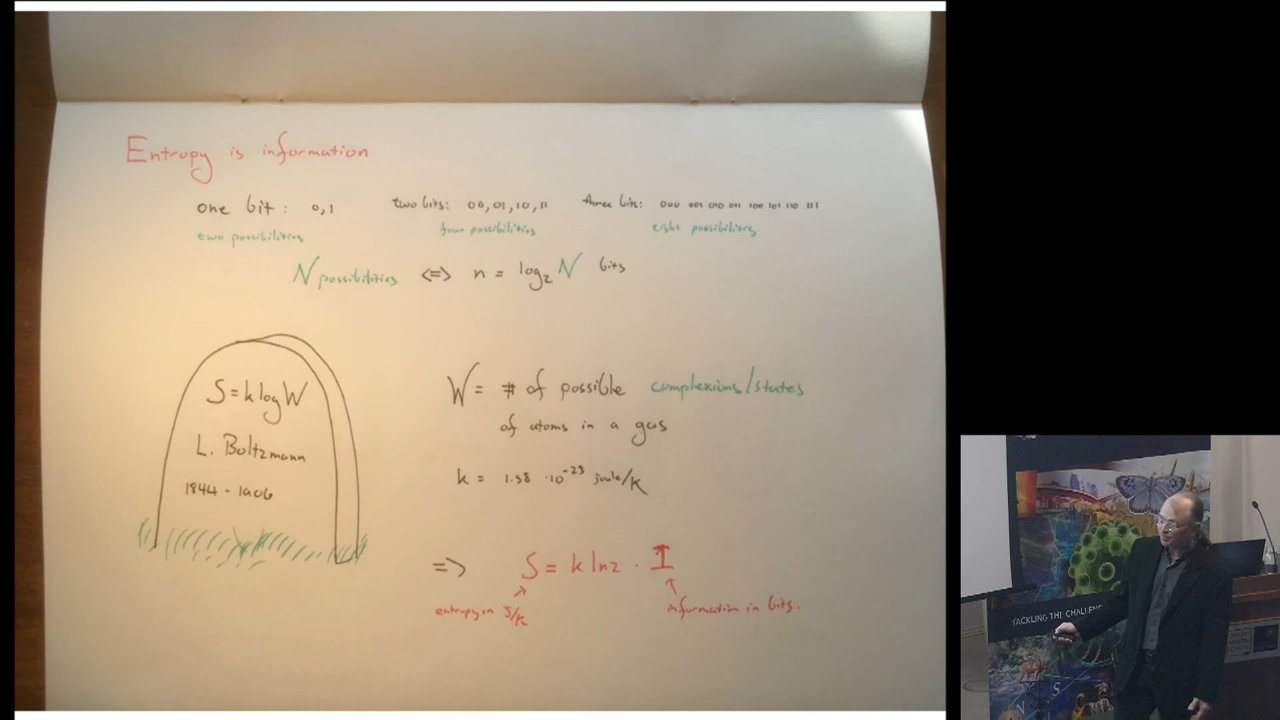 Entropy is information
one bit: 0,1 two bits: 00,01,10,11 three bits: 000 001 010 011 100 101 110 111
two possibilities four possibilities eight possibilities
N possibilities <=> n = log₂ N bits
S=klogW
L. Boltzmann
1844 - 1906
W = # of possible complexions/states
of atoms in a gas
k = 1.38 · 10⁻²³ joule/K
=> S = k ln2 · I
entropy in J/K information in bits.
TACKLING THE CHALLENG
N S